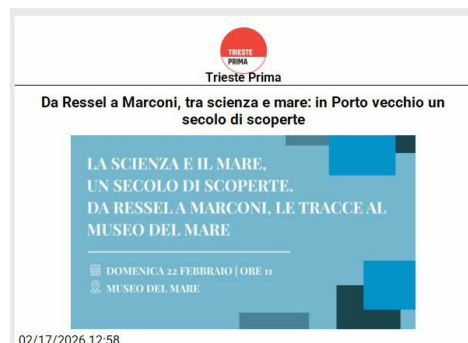 TRIESTE
PRIMA
Trieste Prima
Da Ressel a Marconi, tra scienza e mare: in Porto vecchio un
secolo di scoperte
LA SCIENZA E IL MARE,
UN SECOLO DI SCOPERTE.
DA RESSEL A MARCONI, LE TRACCE AL
MUSEO DEL MARE
DOMENICA 22 FEBBRAIO | ORE 11
MUSEO DEL MARE
02/17/2026 12:58